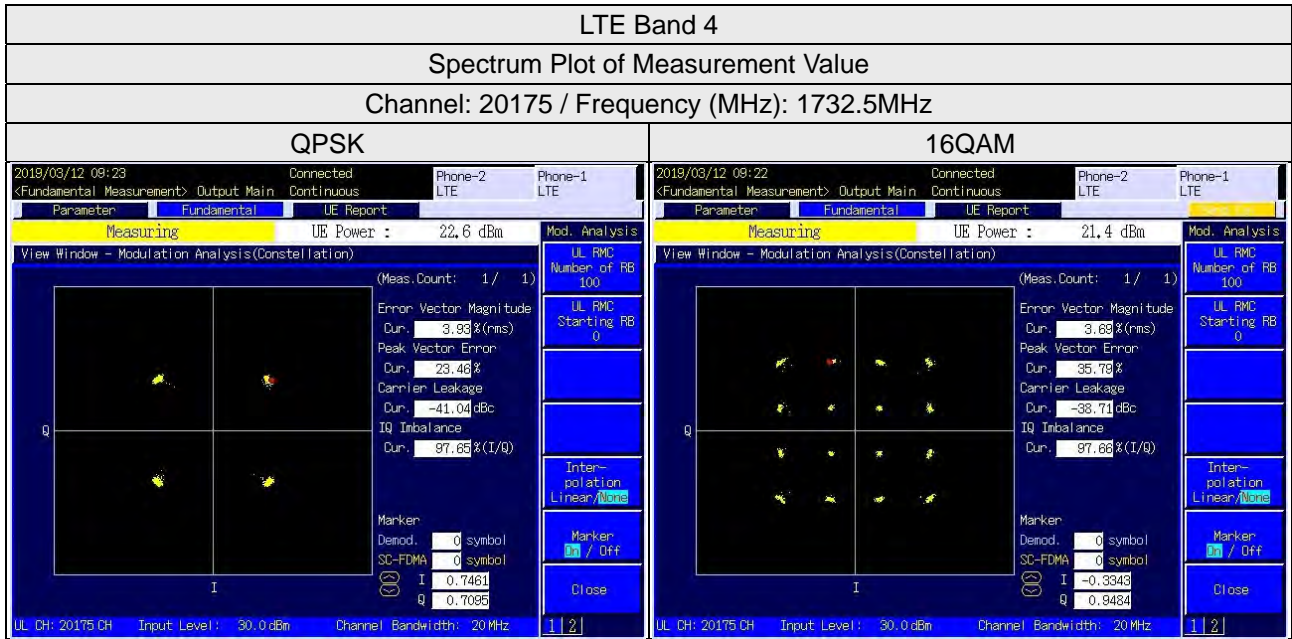 LTE Band 4
Spectrum Plot of Measurement Value
Channel: 20175 / Frequency (MHz): 1732.5MHz
QPSK
16QAM
2019/03/12 09:23 Connected Phone-2 Phone-1
<Fundamental Measurement> Output Main Continuous LTE LTE
Parameter Fundamental UE Report
Measuring UE Power : 22.6 dBm Mod. Analysis
View Window - Modulation Analysis(Constellation)
UL RMC
Number of RB
100
(Meas.Count: 1/ 1)
Error Vector Magnitude
Cur. 3.93 %(rms)
UL RMC
Starting RB
0
Peak Vector Error
Cur. 23.46 %
Carrier Leakage
Cur. -41.04 dBc
IQ Imbalance
Cur. 97.65 %(I/Q)
Q
Inter-
polation
Linear/None
Marker
Demod. 0 symbol
SC-FDMA 0 symbol
Marker
On / Off
I 0.7461
Q 0.7095
I
Close
UL CH: 20175 CH Input Level: 30.0 dBm Channel Bandwidth: 20 MHz 1 2
2019/03/12 09:22 Connected Phone-2 Phone-1
<Fundamental Measurement> Output Main Continuous LTE LTE
Parameter Fundamental UE Report
Measuring UE Power : 21.4 dBm Mod. Analysis
View Window - Modulation Analysis(Constellation)
UL RMC
Number of RB
100
(Meas.Count: 1/ 1)
Error Vector Magnitude
Cur. 3.69 %(rms)
UL RMC
Starting RB
0
Peak Vector Error
Cur. 35.79 %
Carrier Leakage
Cur. -38.71 dBc
IQ Imbalance
Cur. 97.66 %(I/Q)
Q
Inter-
polation
Linear/None
Marker
Demod. 0 symbol
SC-FDMA 0 symbol
Marker
On / Off
I -0.3343
Q 0.9484
I
Close
UL CH: 20175 CH Input Level: 30.0 dBm Channel Bandwidth: 20 MHz 1 2